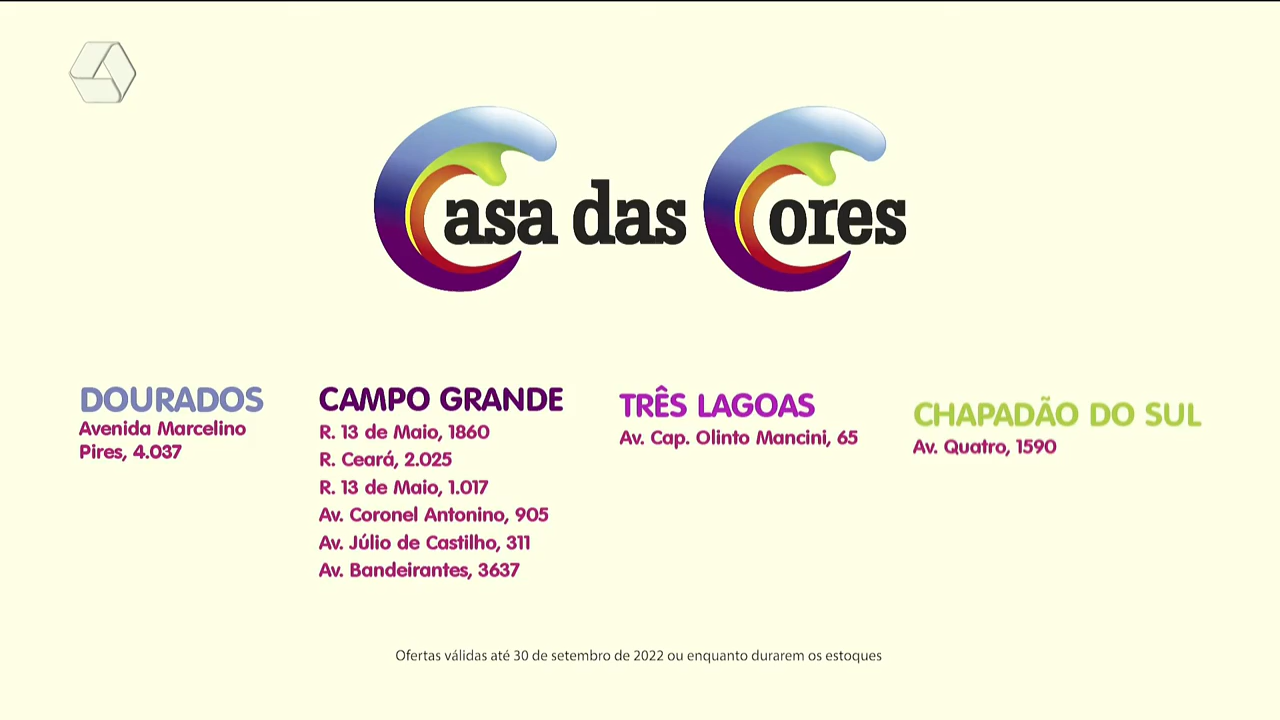 Casa das Cores
DOURADOS
Avenida Marcelino
Pires, 4.037
CAMPO GRANDE
R. 13 de Maio, 1860
R. Ceará, 2.025
R. 13 de Maio, 1.017
Av. Coronel Antonino, 905
Av. Júlio de Castilho, 311
Av. Bandeirantes, 3637
TRÊS LAGOAS
Av. Cap. Olinto Mancini, 65
CHAPADÃO DO SUL
Av. Quatro, 1590
Ofertas válidas até 30 de setembro de 2022 ou enquanto durarem os estoques